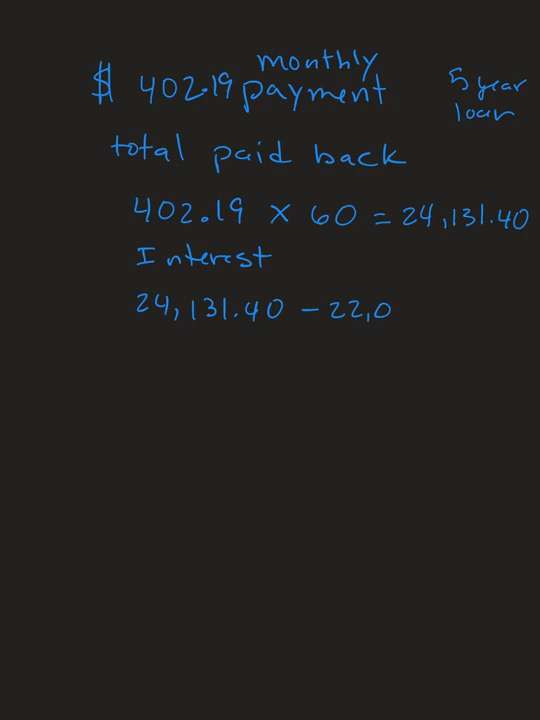 $ 402.19 monthly payment
5 year loan
total paid back
402.19 × 60 = 24,131.40
Interest
24,131.40 – 22,0